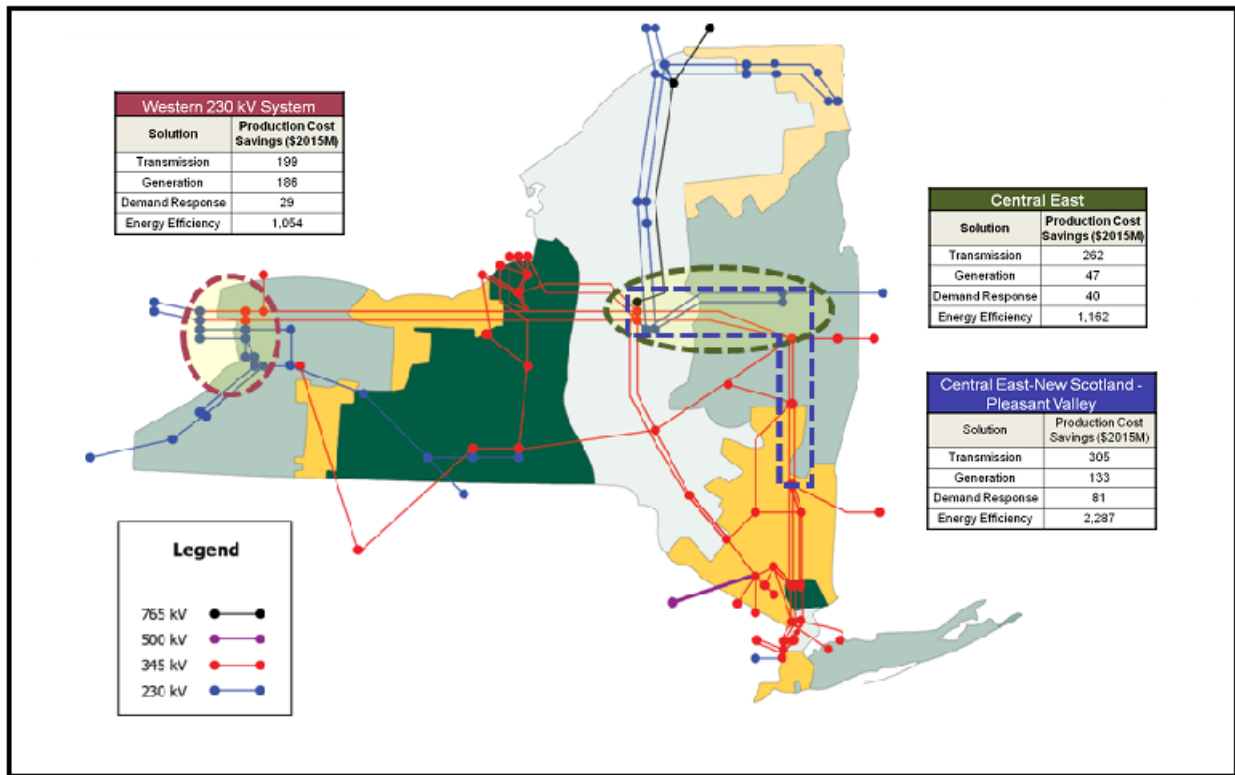 Western 230 kV System
Solution Production Cost Savings ($2015M)
Transmission 199
Generation 186
Demand Response 29
Energy Efficiency 1,054
Central East
Solution Production Cost Savings ($2015M)
Transmission 262
Generation 47
Demand Response 40
Energy Efficiency 1,162
Central East-New Scotland -
Pleasant Valley
Solution Production Cost Savings ($2015M)
Transmission 305
Generation 133
Demand Response 81
Energy Efficiency 2,287
Legend
765 kV
500 kV
345 kV
230 kV